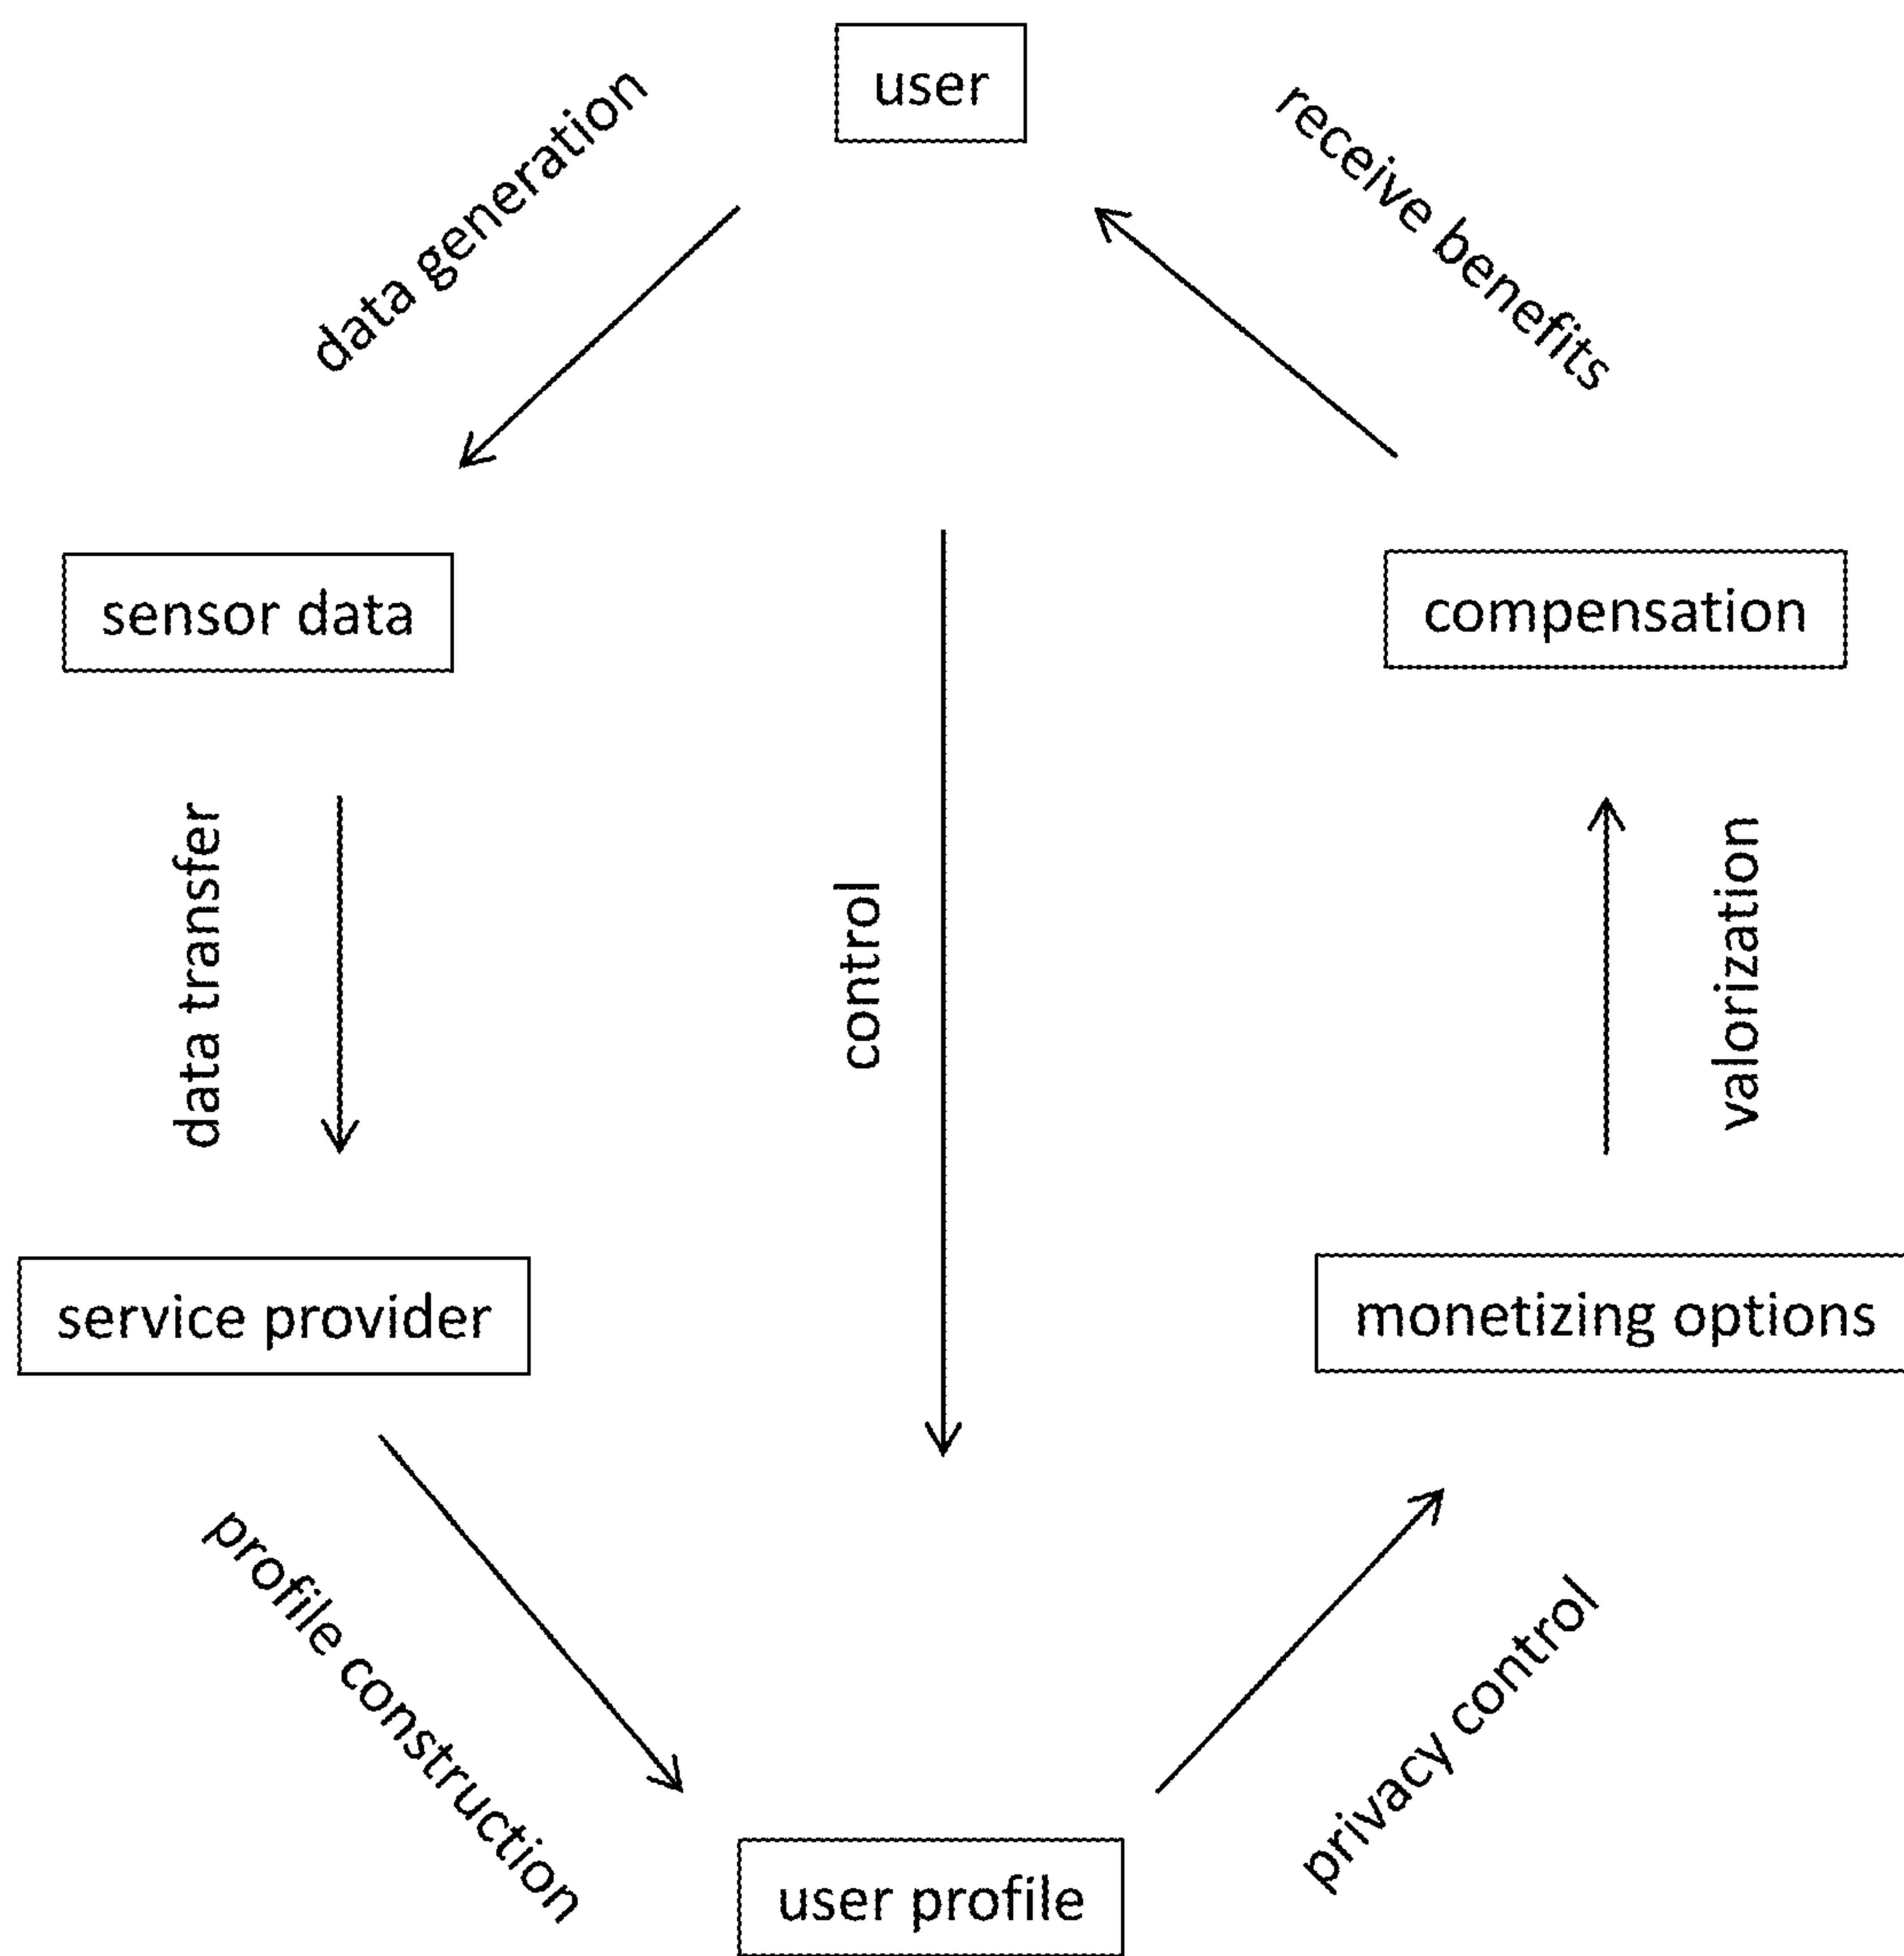 user
data generation
receive benefits
sensor data
compensation
data transfer
control
valorization
service provider
monetizing options
profile construction
privacy control
user profile